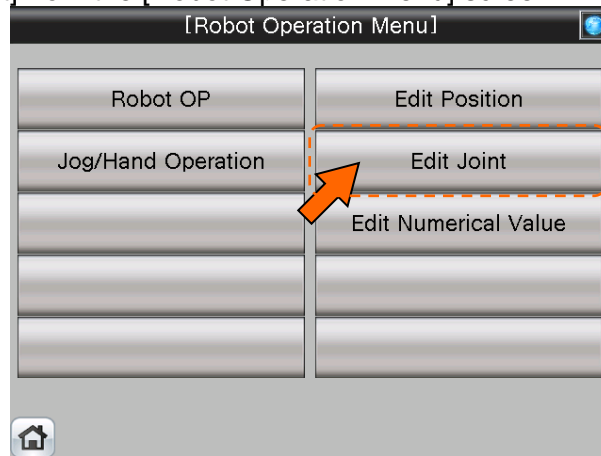 [Robot Operation Menu]
Robot OP
Edit Position
Jog/Hand Operation
Edit Joint
Edit Numerical Value